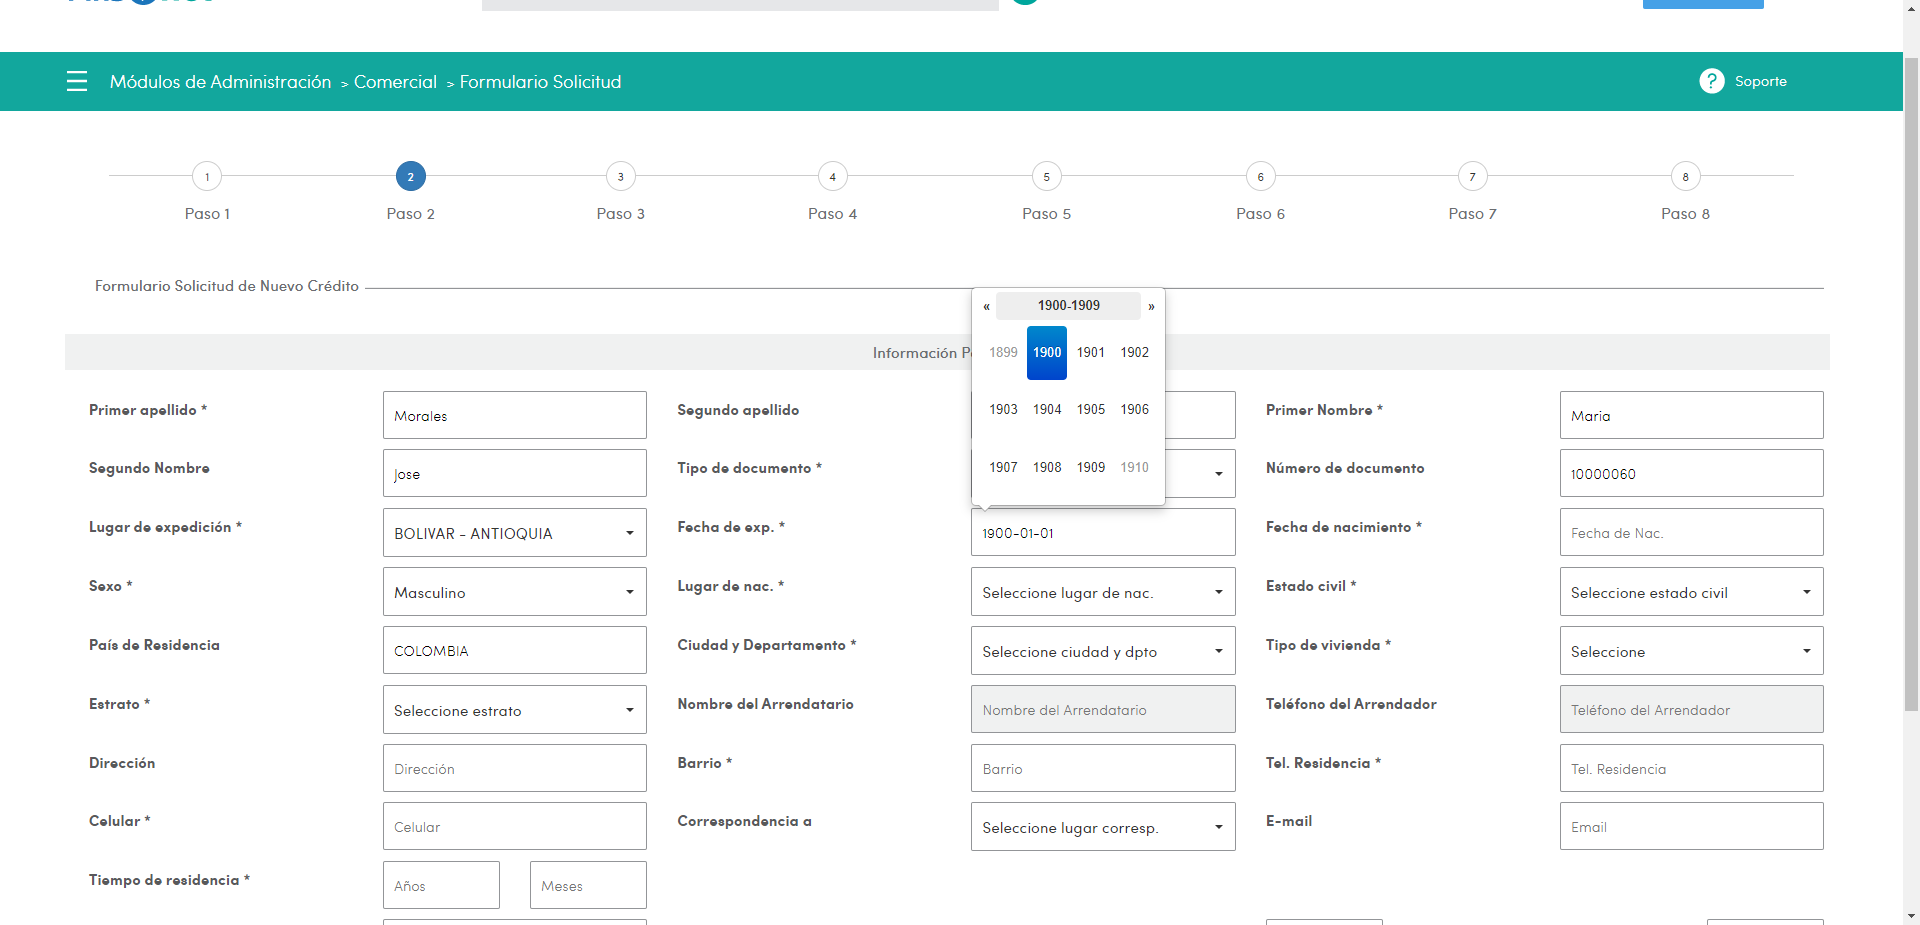 Módulos de Administración > Comercial > Formulario Solicitud
? Soporte
1 2 3 4 5 6 7 8
Paso 1 Paso 2 Paso 3 Paso 4 Paso 5 Paso 6 Paso 7 Paso 8
Formulario Solicitud de Nuevo Crédito
« 1900-1909 »
1899 1900 1901 1902
1903 1904 1905 1906
1907 1908 1909 1910
Información
Primer apellido * Morales Segundo apellido Primer Nombre * Maria
Segundo Nombre Jose Tipo de documento * Número de documento 10000060
Lugar de expedición * BOLIVAR - ANTIOQUIA Fecha de exp. * 1900-01-01 Fecha de nacimiento * Fecha de Nac.
Sexo * Masculino Lugar de nac. * Seleccione lugar de nac. Estado civil * Seleccione estado civil
País de Residencia COLOMBIA Ciudad y Departamento * Seleccione ciudad y dpto Tipo de vivienda * Seleccione
Estrato * Seleccione estrato Nombre del Arrendatario Nombre del Arrendatario Teléfono del Arrendador Teléfono del Arrendador
Dirección Dirección Barrio * Barrio Tel. Residencia * Tel. Residencia
Celular * Celular Correspondencia a Seleccione lugar corresp. E-mail Email
Tiempo de residencia * Años Meses